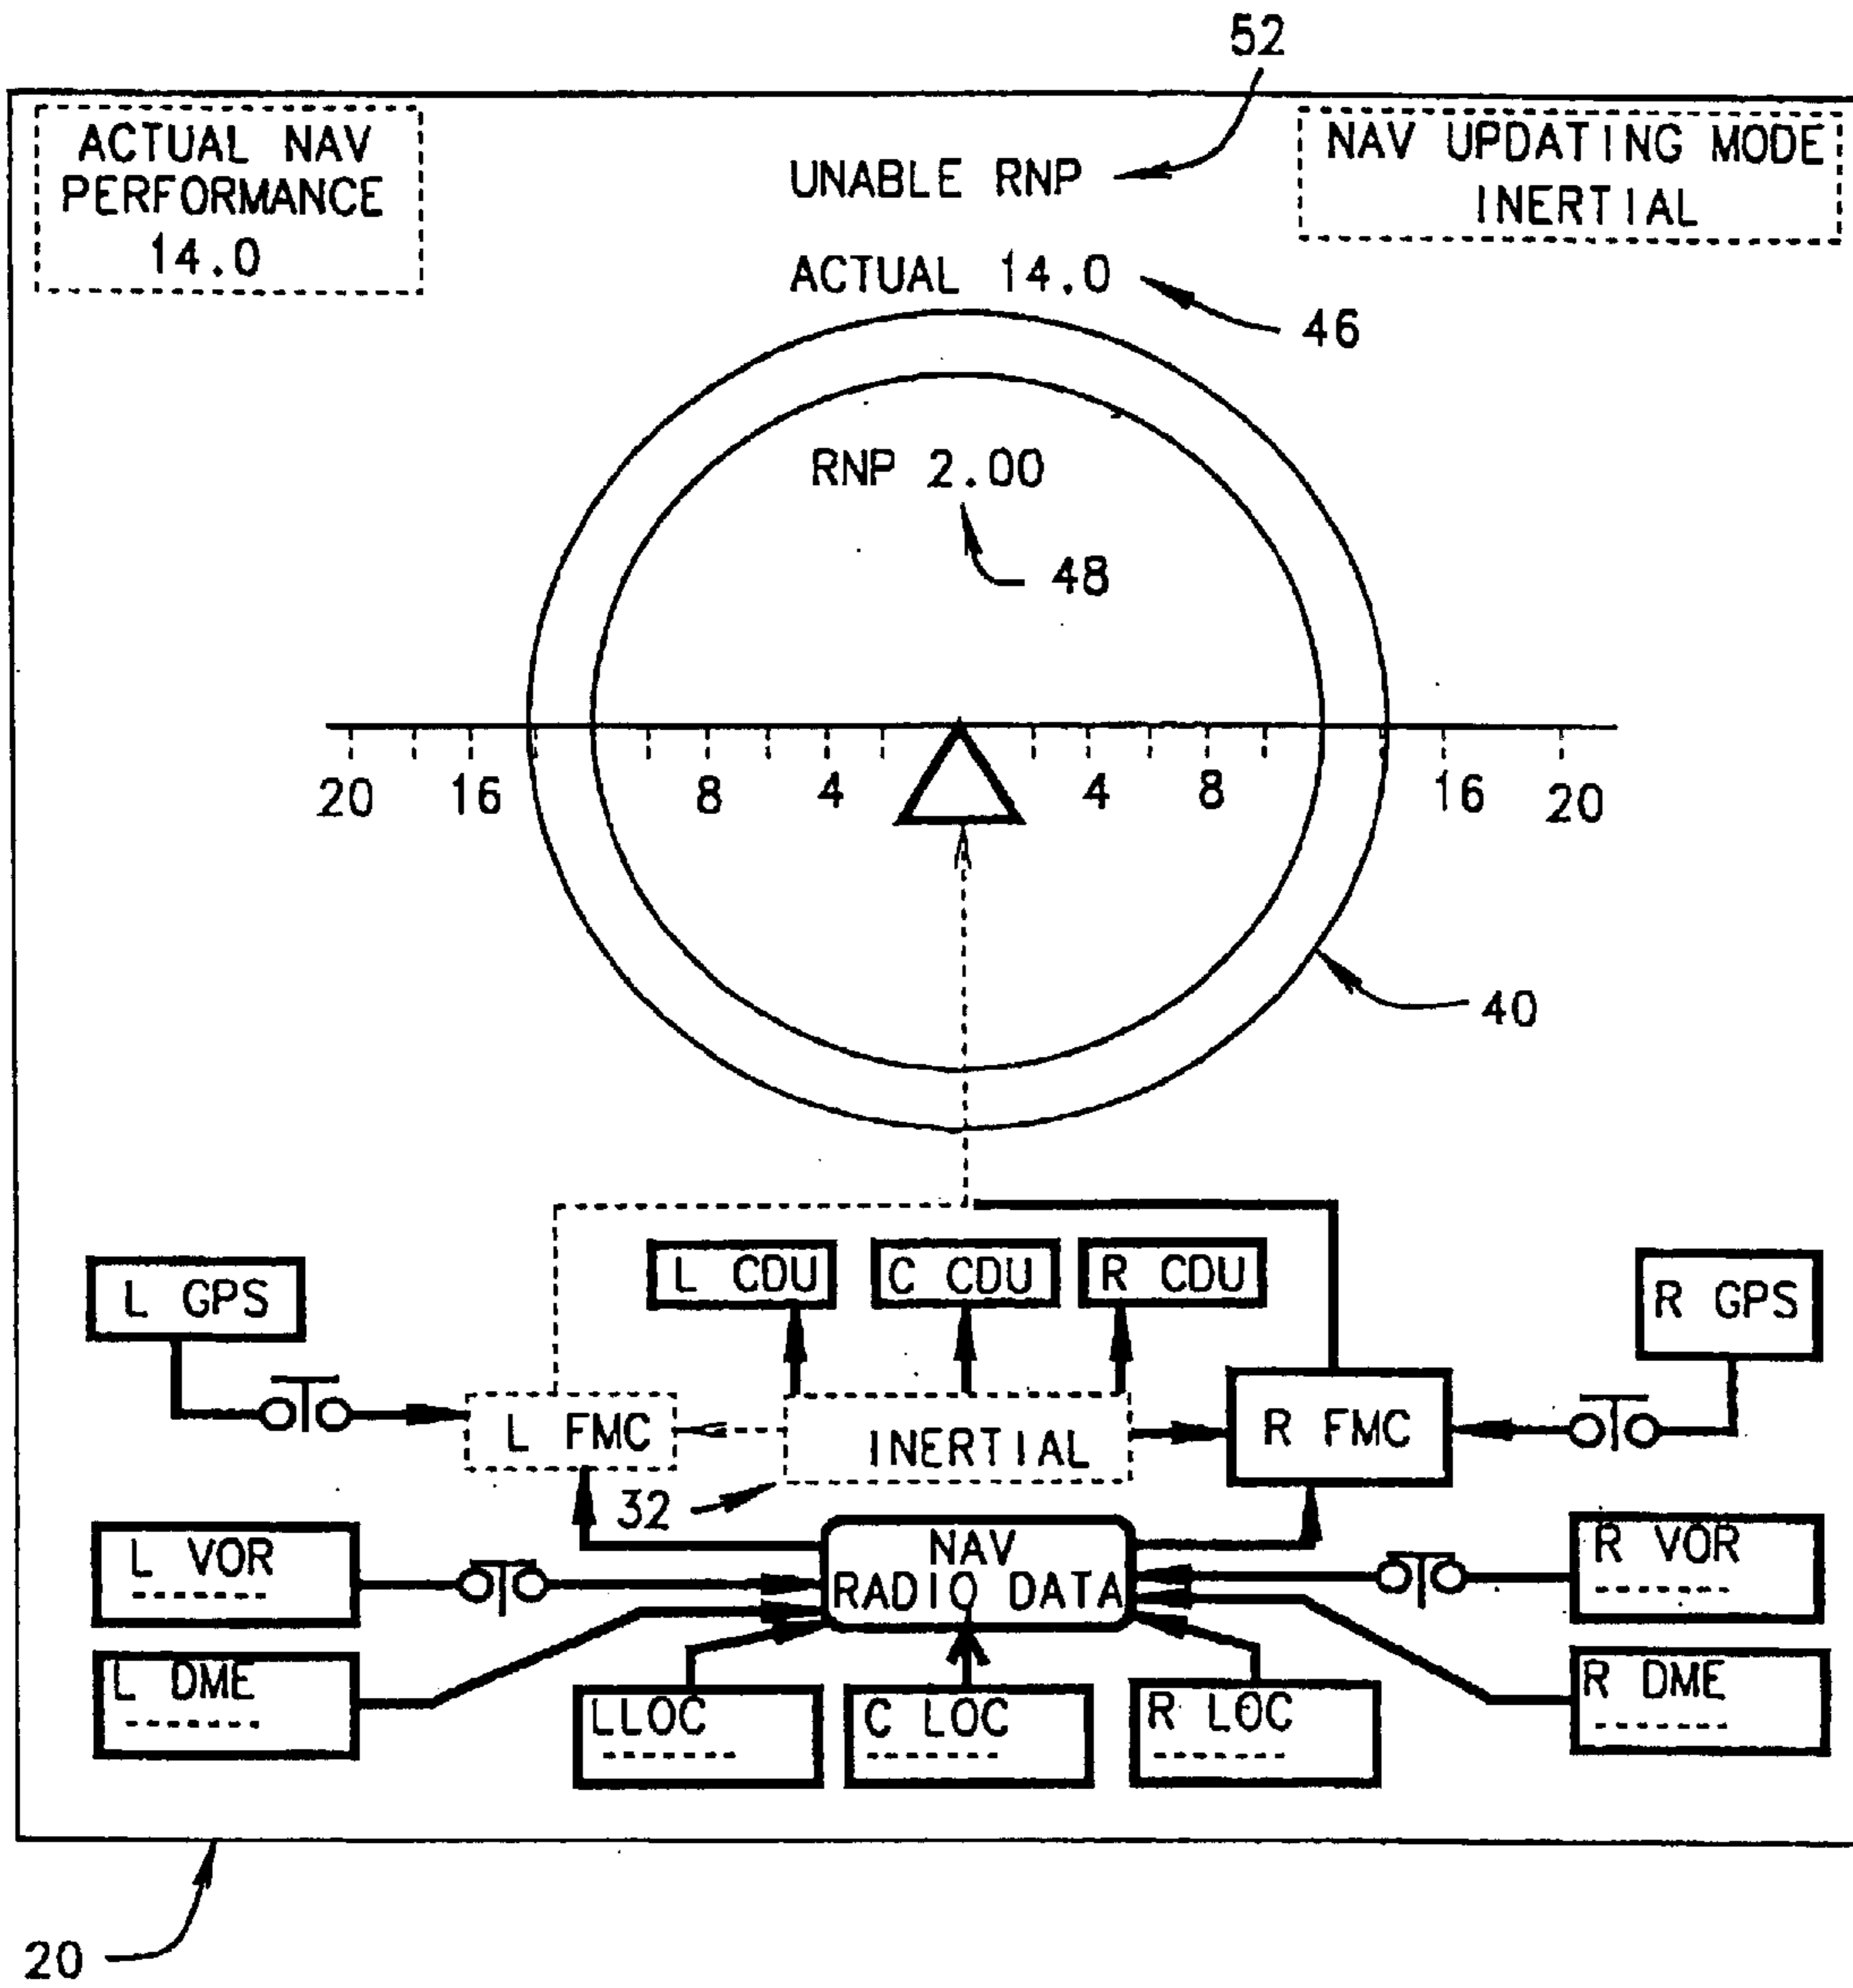 52
ACTUAL NAV
PERFORMANCE
14.0
UNABLE RNP
NAV UPDATING MODE
INERTIAL
ACTUAL 14.0
46
RNP 2.00
48
20 16 8 4 4 8 16 20
40
L CDU C CDU R CDU
L GPS
R GPS
L FMC
INERTIAL
R FMC
32
L VOR
NAV
RADIO DATA
R VOR
L DME
LLOC
C LOC
R LOC
R DME
20